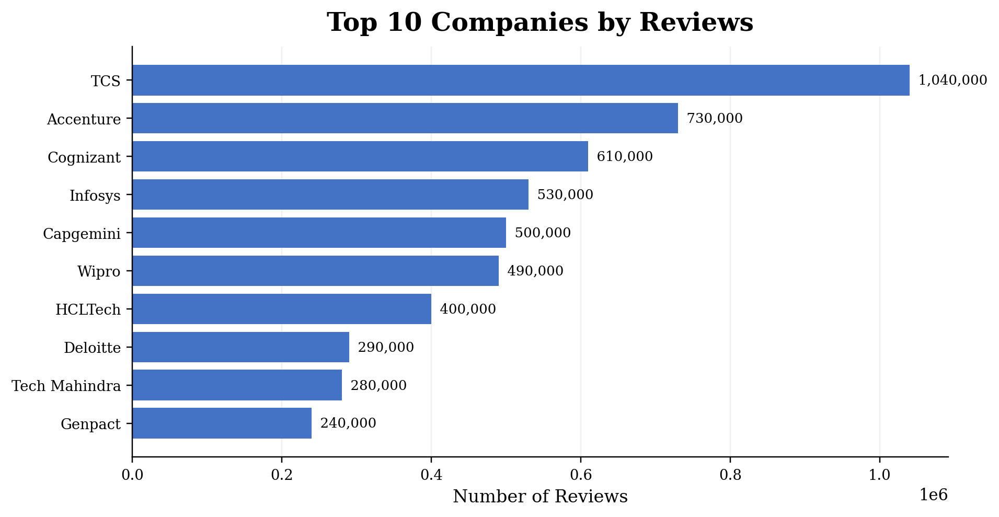 Top 10 Companies by Reviews
TCS 1,040,000
Accenture 730,000
Cognizant 610,000
Infosys 530,000
Capgemini 500,000
Wipro 490,000
HCLTech 400,000
Deloitte 290,000
Tech Mahindra 280,000
Genpact 240,000
0.0 0.2 0.4 0.6 0.8 1.0
Number of Reviews
1e6